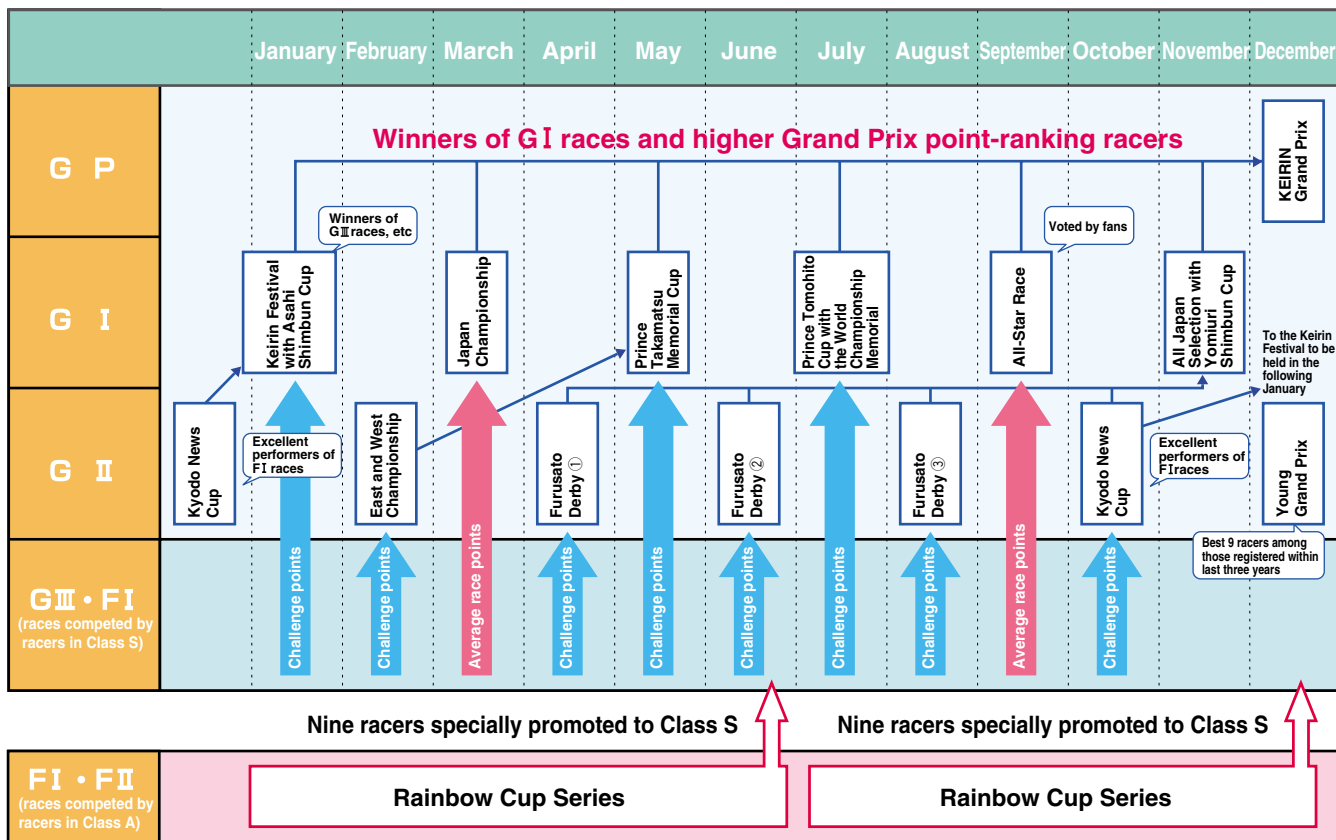 January
February
March
April
May
June
July
August
September
October
November
December
G P
Winners of G I races and higher Grand Prix point-ranking racers
KEIRIN
Grand Prix
G I
Winners of
GⅢ races, etc
Voted by fans
Keirin Festival
with Asahi
Shimbun Cup
Japan
Championship
Prince
Takamatsu
Memorial Cup
Prince Tomohito
Cup with
the World
Championship
Memorial
All-Star Race
All Japan
Selection with
Yomiuri
Shimbun Cup
To the Keirin
Festival to be
held in the
following
January
G Ⅱ
Kyodo News
Cup
Excellent
performers of
FI races
East and West
Championship
Furusato
Derby ①
Furusato
Derby ②
Furusato
Derby ③
Kyodo News
Cup
Excellent
performers of
FI races
Young
Grand Prix
Best 9 racers among
those registered within
last three years
GⅢ・FI
(races competed by
racers in Class S)
Challenge points
Challenge points
Average race points
Challenge points
Challenge points
Challenge points
Challenge points
Challenge points
Average race points
Challenge points
Nine racers specially promoted to Class S
Nine racers specially promoted to Class S
FI・FⅡ
(races competed by
racers in Class A)
Rainbow Cup Series
Rainbow Cup Series